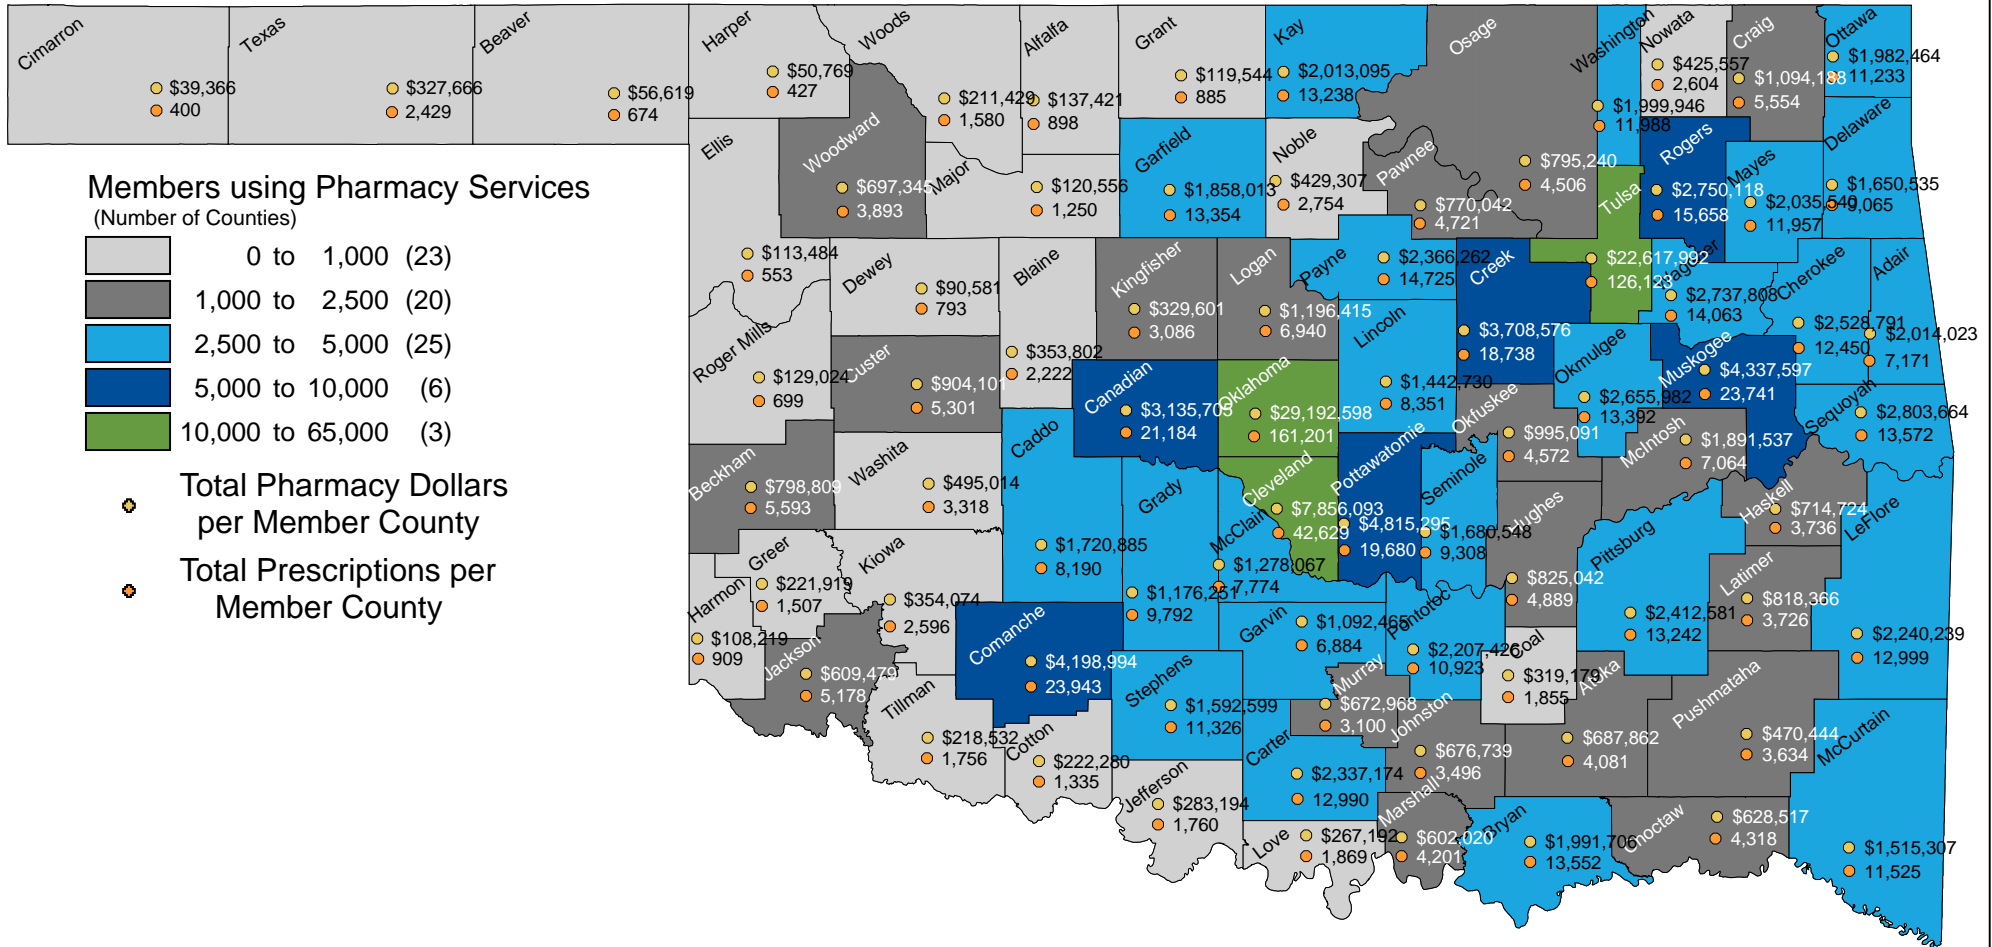 Cimarron
$39,366
400
Texas
$327,666
2,429
Beaver
$56,619
674
Harper
$50,769
427
Woods
$211,429
1,580
Alfalfa
$137,421
898
Grant
$119,544
885
Kay
$2,013,095
13,238
Osage
$795,240
4,506
Washington
$1,999,946
11,988
Nowata
$425,557
2,604
Craig
$1,094,188
5,554
Ottawa
$1,982,464
11,233
Delaware
$1,650,535
9,065
Ellis
$113,484
553
Woodward
$697,345
3,893
Major
$120,556
1,250
Garfield
$1,858,013
13,354
Noble
$429,307
2,754
Pawnee
$770,042
4,721
Tulsa
$22,617,992
126,123
Rogers
$2,750,118
15,658
Mayes
$2,035,540
11,957
Members using Pharmacy Services
(Number of Counties)
0 to 1,000 (23)
1,000 to 2,500 (20)
2,500 to 5,000 (25)
5,000 to 10,000 (6)
10,000 to 65,000 (3)
Total Pharmacy Dollars
per Member County
Total Prescriptions per
Member County
Dewey
$90,581
793
Blaine
$353,802
2,222
Kingfisher
$329,601
3,086
Logan
$1,196,415
6,940
Payne
$2,366,262
14,725
Creek
$3,708,576
18,738
Wagoner
$2,737,808
14,063
Cherokee
$2,528,791
12,450
Adair
$2,014,023
7,171
Roger Mills
$129,024
699
Custer
$904,101
5,301
Canadian
$3,135,705
21,184
Oklahoma
$29,192,598
161,201
Lincoln
$1,442,730
8,351
Okfuskee
$995,091
4,572
Okmulgee
$2,655,982
13,392
Muskogee
$4,337,597
23,741
Sequoyah
$2,803,664
13,572
Beckham
$798,809
5,593
Washita
$495,014
3,318
Caddo
$1,720,885
8,190
Grady
$1,176,251
9,792
McClain
$1,278,067
7,774
Cleveland
$7,856,093
42,629
Pottawatomie
$4,815,295
19,680
Seminole
$1,680,548
9,308
Hughes
$825,042
4,889
McIntosh
$1,891,537
7,064
Haskell
$714,724
3,736
LeFlore
$2,240,239
12,999
Pittsburg
$2,412,581
13,242
Latimer
$818,366
3,726
Harmon
$108,219
909
Greer
$221,919
1,507
Kiowa
$354,074
2,596
Jackson
$609,479
5,178
Comanche
$4,198,994
23,943
Tillman
$218,532
1,756
Cotton
$222,280
1,335
Stephens
$1,592,599
11,326
Garvin
$1,092,465
6,884
Pontotoc
$2,207,426
10,923
Coal
$319,179
1,855
Murray
$672,968
3,100
Johnston
$676,739
3,496
Atoka
$687,862
4,081
Pushmataha
$470,444
3,634
McCurtain
$1,515,307
11,525
Jefferson
$283,194
1,760
Carter
$2,337,174
12,990
Love
$267,192
1,869
Marshall
$602,020
4,201
Bryan
$1,991,706
13,552
Choctaw
$628,517
4,318